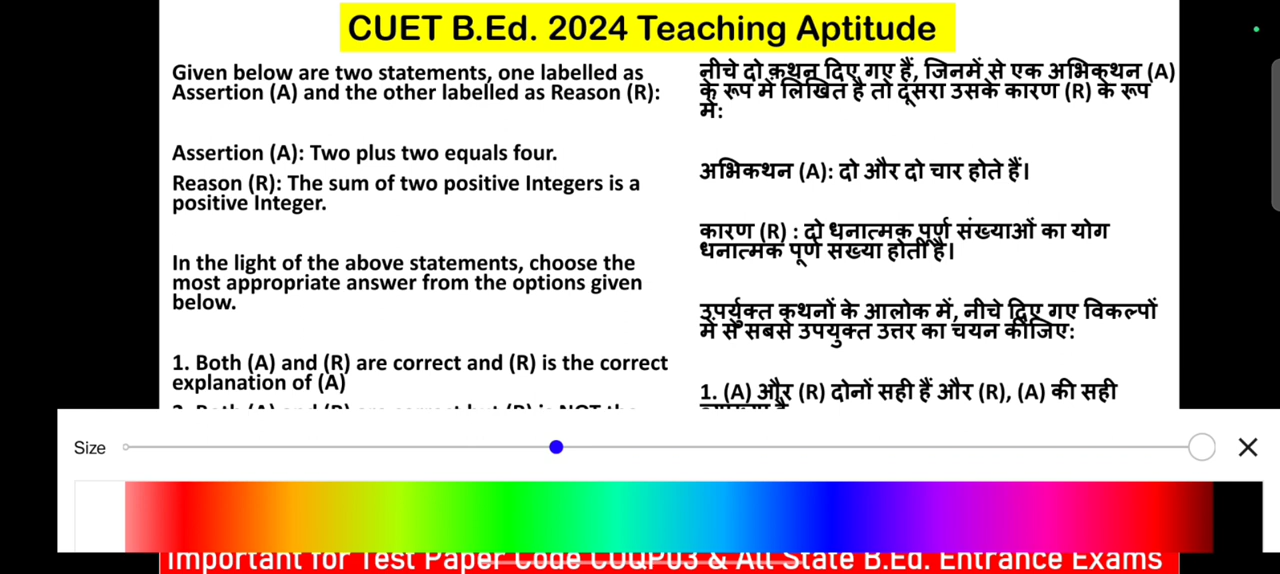 CUET B.Ed. 2024 Teaching Aptitude
Given below are two statements, one labelled as
Assertion (A) and the other labelled as Reason (R):
Assertion (A): Two plus two equals four.
Reason (R): The sum of two positive Integers is a
positive Integer.
In the light of the above statements, choose the
most appropriate answer from the options given
below.
1. Both (A) and (R) are correct and (R) is the correct
explanation of (A)
नीचे दो कथन दिए गए हैं, जिनमें से एक अभिकथन (A)
के रूप में लिखित है तो दूसरा उसके कारण (R) के रूप
में:
अभिकथन (A): दो और दो चार होते हैं।
कारण (R) : दो धनात्मक पूर्ण संख्याओं का योग
धनात्मक पूर्ण संख्या होती है।
उपर्युक्त कथनों के आलोक में, नीचे दिए गए विकल्पों
में से सबसे उपयुक्त उत्तर का चयन कीजिए:
1. (A) और (R) दोनों सही हैं और (R), (A) की सही
Size
Important for Test Paper Code COQP03 & All State B.Ed. Entrance Exams